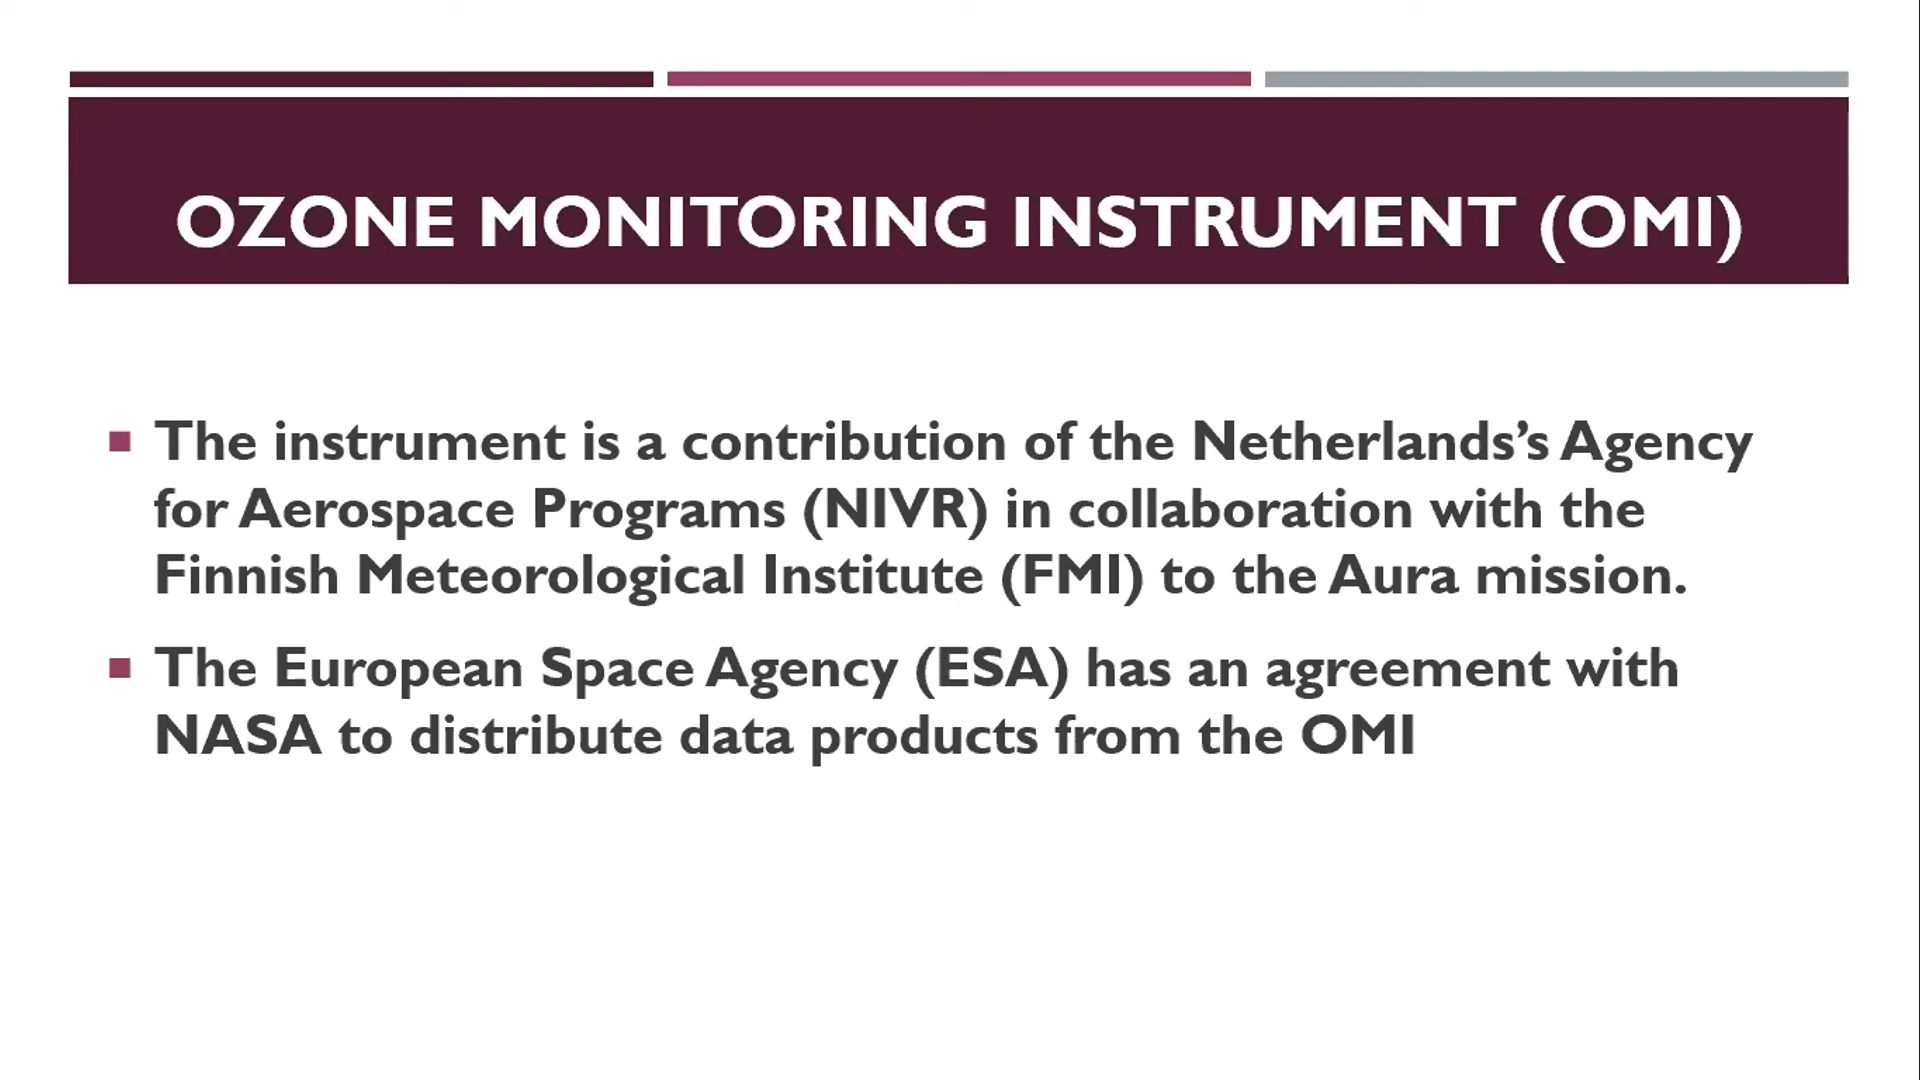 OZONE MONITORING INSTRUMENT (OMI)
The instrument is a contribution of the Netherlands’s Agency
for Aerospace Programs (NIVR) in collaboration with the
Finnish Meteorological Institute (FMI) to the Aura mission.
The European Space Agency (ESA) has an agreement with
NASA to distribute data products from the OMI